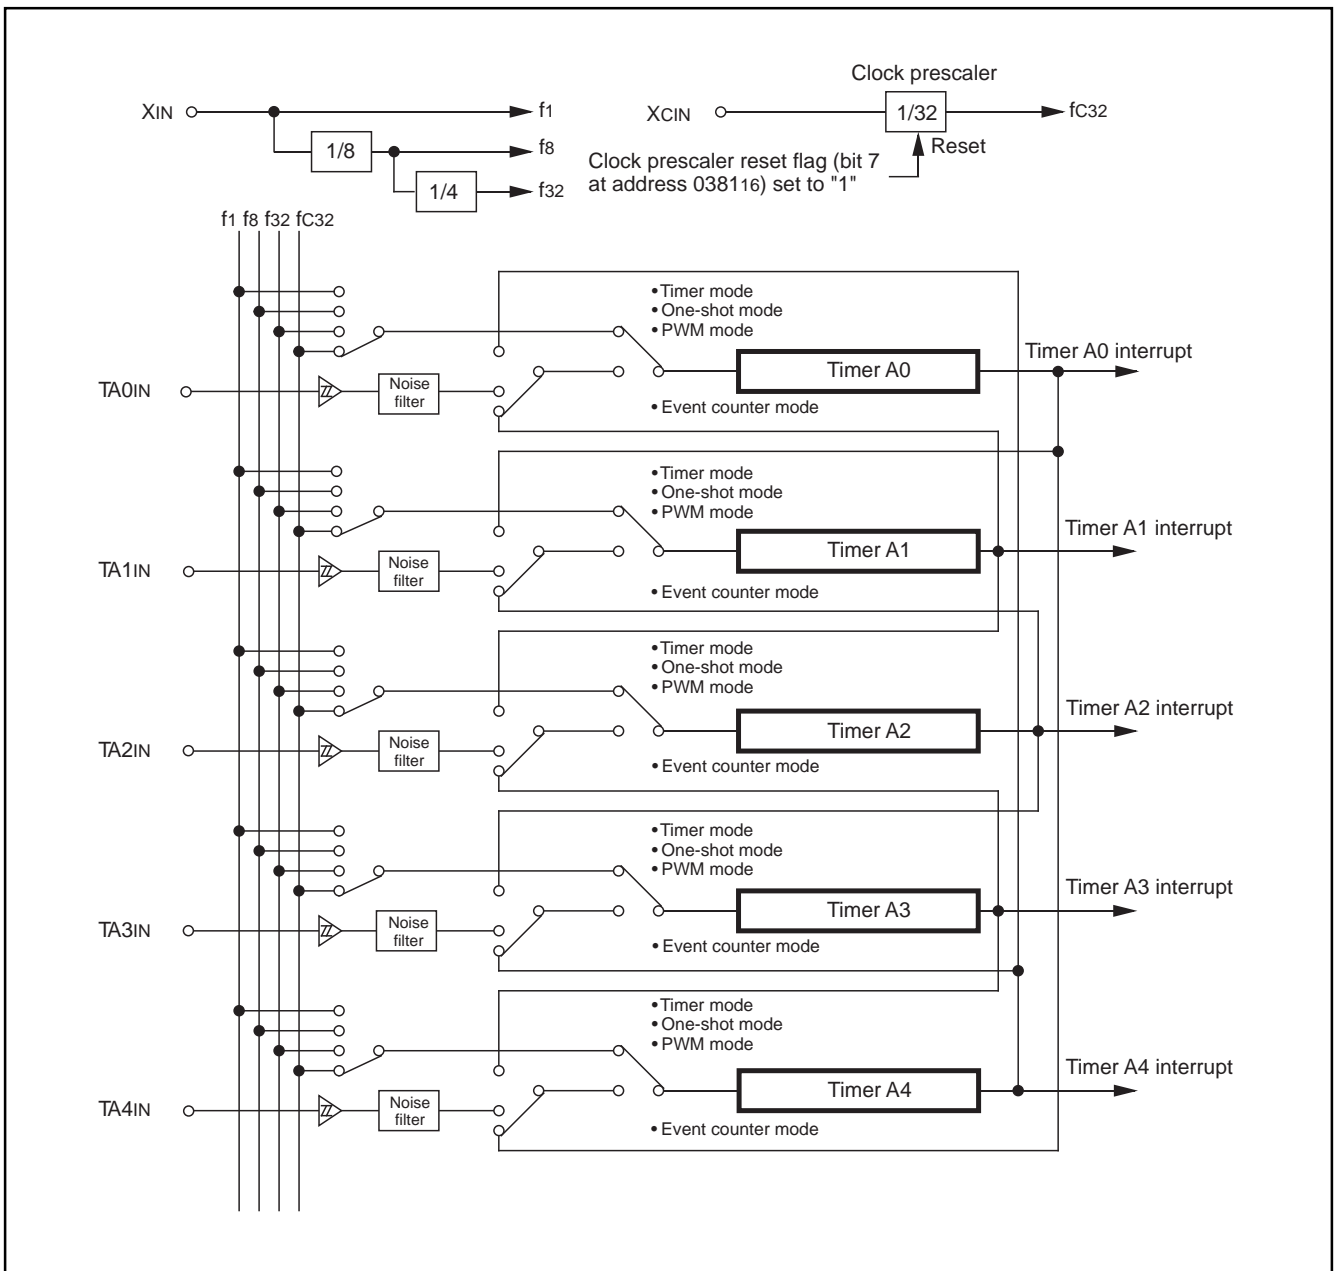 Clock prescaler
XIN
f1
XCIN
1/32
fC32
1/8
f8
Reset
Clock prescaler reset flag (bit 7
at address 038116) set to "1"
1/4
f32
f1 f8 f32 fC32
•Timer mode
•One-shot mode
•PWM mode
Timer A0 interrupt
Timer A0
TA0IN
Noise
filter
•Event counter mode
•Timer mode
•One-shot mode
•PWM mode
Timer A1 interrupt
Timer A1
TA1IN
Noise
filter
•Event counter mode
•Timer mode
•One-shot mode
•PWM mode
Timer A2 interrupt
Timer A2
TA2IN
Noise
filter
•Event counter mode
•Timer mode
•One-shot mode
•PWM mode
Timer A3 interrupt
Timer A3
TA3IN
Noise
filter
•Event counter mode
•Timer mode
•One-shot mode
•PWM mode
Timer A4 interrupt
Timer A4
TA4IN
Noise
filter
•Event counter mode